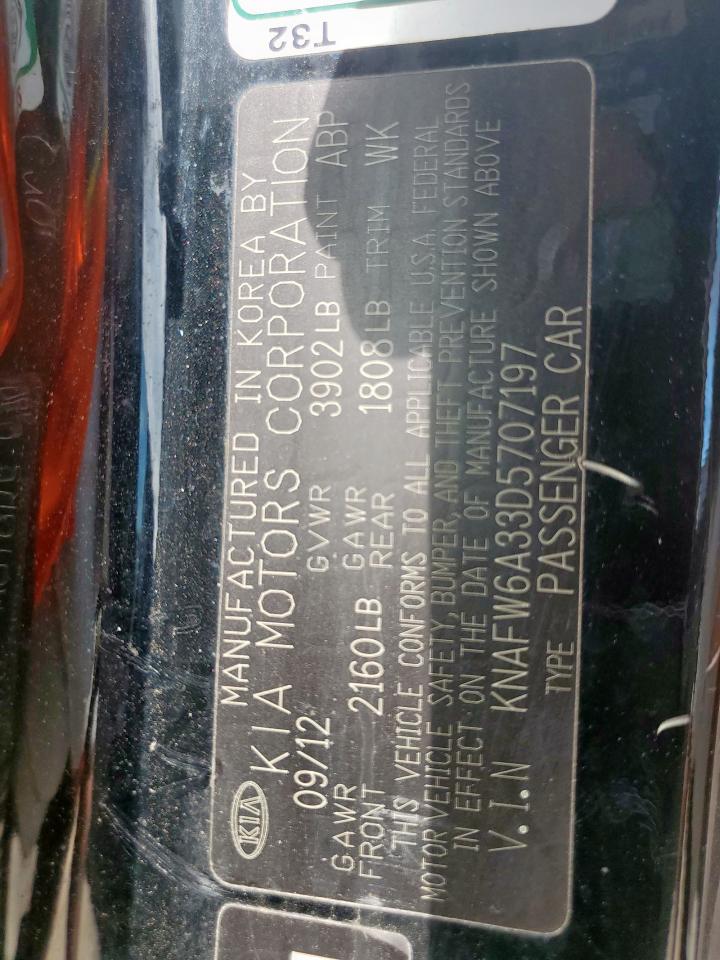 T32
KIA
MANUFACTURED IN KOREA BY
KIA MOTORS CORPORATION
09/12 GVWR 3902LB PAINT ABP
GAWR FRONT 2160LB GAWR REAR 1808LB TRIM WK
THIS VEHICLE CONFORMS TO ALL APPLICABLE U.S.A. FEDERAL
MOTOR VEHICLE SAFETY, BUMPER, AND THEFT PREVENTION STANDARDS
IN EFFECT ON THE DATE OF MANUFACTURE SHOWN ABOVE
V.I.N KNAFW6A33D5707197
TYPE PASSENGER CAR